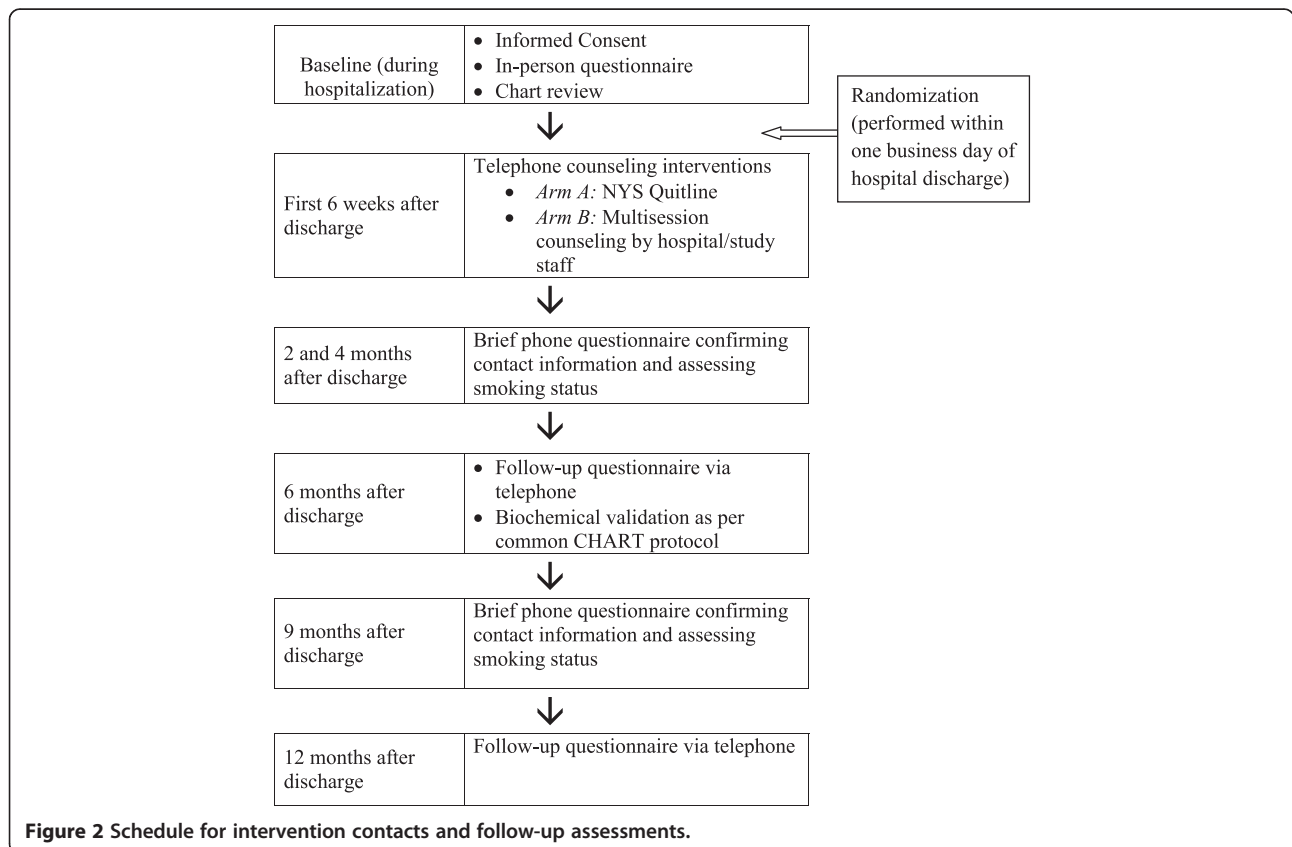 Baseline (during
hospitalization)
• Informed Consent
• In-person questionnaire
• Chart review
Randomization
(performed within
one business day of
hospital discharge)
First 6 weeks after
discharge
Telephone counseling interventions
• Arm A: NYS Quitline
• Arm B: Multisession
counseling by hospital/study
staff
2 and 4 months
after discharge
Brief phone questionnaire confirming
contact information and assessing
smoking status
6 months after
discharge
• Follow-up questionnaire via
telephone
• Biochemical validation as per
common CHART protocol
9 months after
discharge
Brief phone questionnaire confirming
contact information and assessing
smoking status
12 months after
discharge
Follow-up questionnaire via telephone
Figure 2 Schedule for intervention contacts and follow-up assessments.